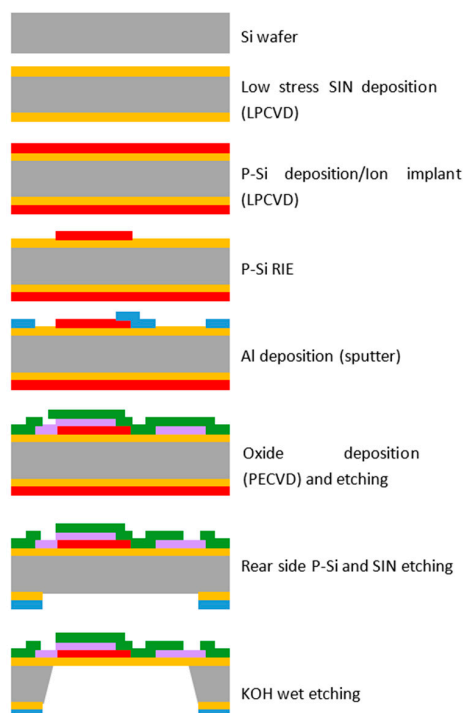 Si wafer
Low stress SIN deposition
(LPCVD)
P-Si deposition/Ion implant
(LPCVD)
P-Si RIE
Al deposition (sputter)
Oxide deposition
(PECVD) and etching
Rear side P-Si and SIN etching
KOH wet etching